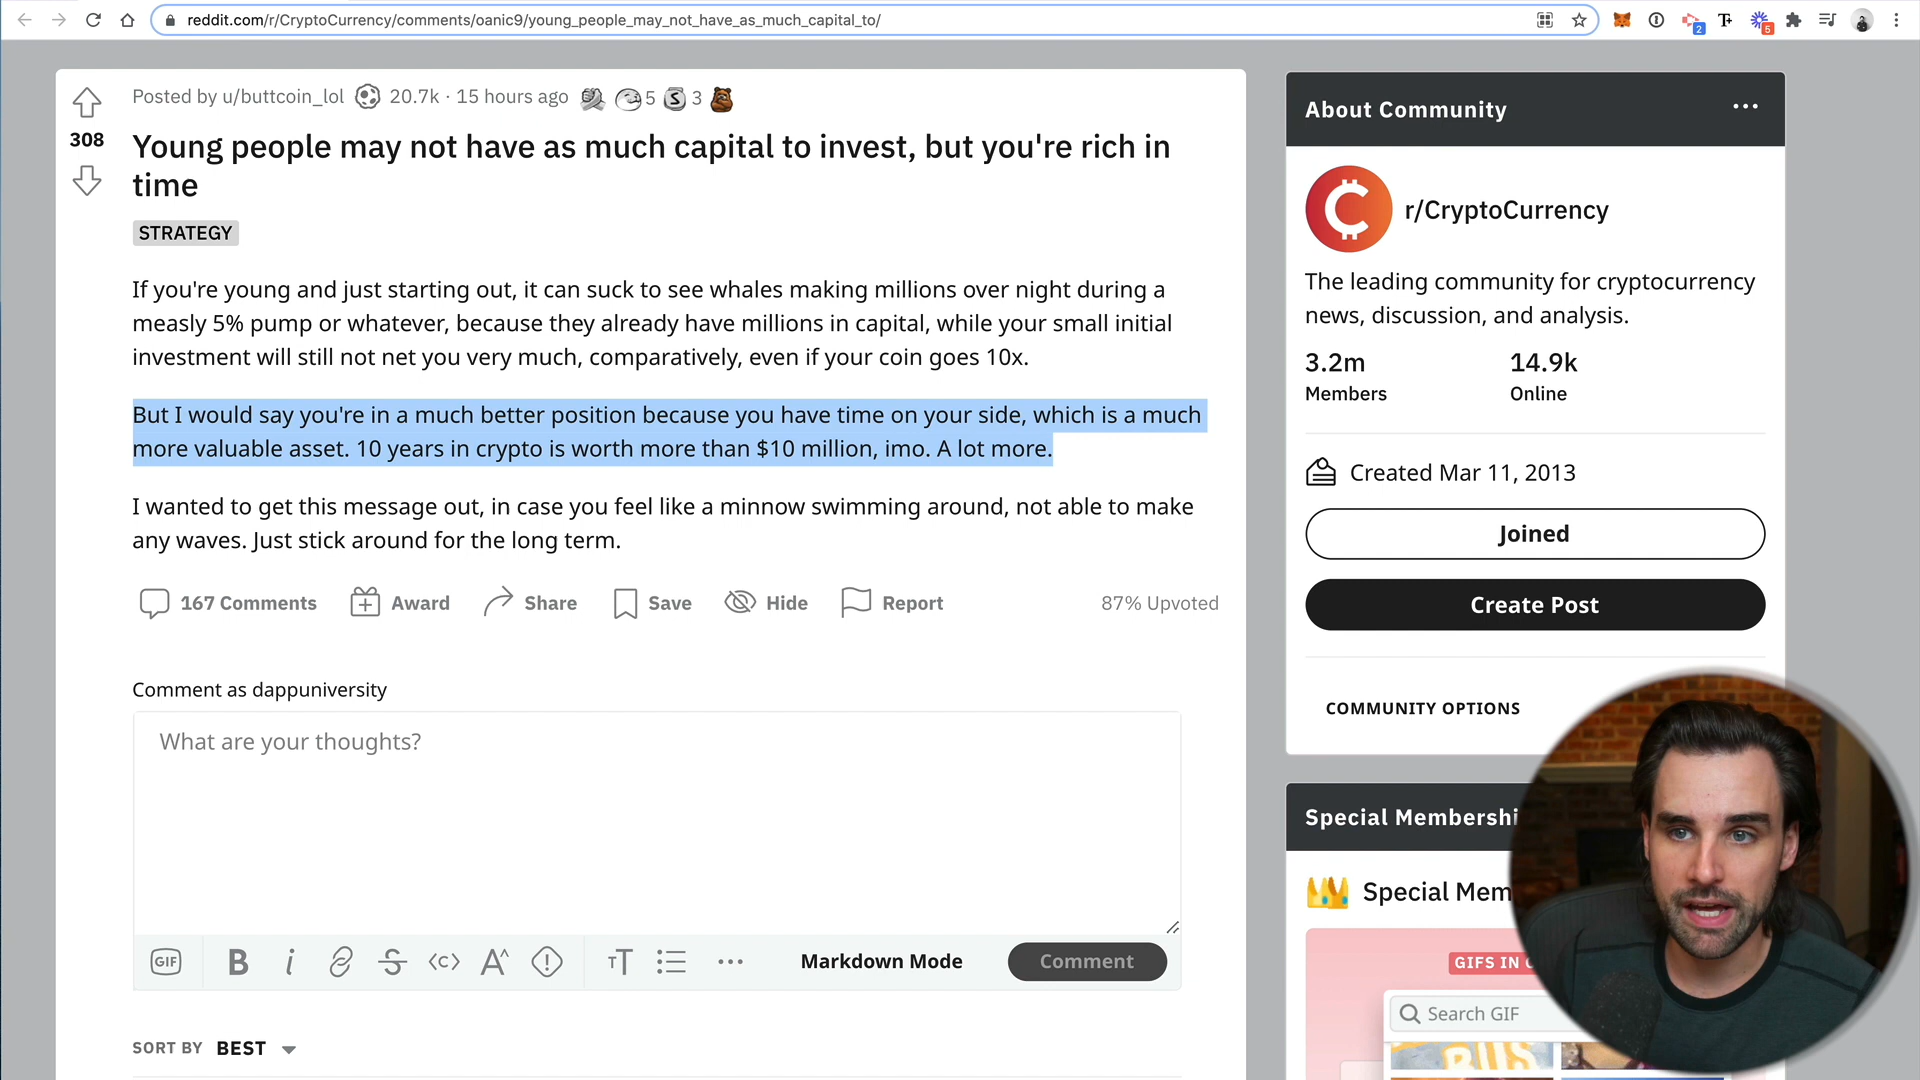 reddit.com/r/CryptoCurrency/comments/oanic9/young_people_may_not_have_as_much_capital_to/
2
5
Posted by u/buttcoin_lol 20.7k · 15 hours ago 5 3
308
Young people may not have as much capital to invest, but you're rich in
time
STRATEGY
If you're young and just starting out, it can suck to see whales making millions over night during a
measly 5% pump or whatever, because they already have millions in capital, while your small initial
investment will still not net you very much, comparatively, even if your coin goes 10x.
But I would say you're in a much better position because you have time on your side, which is a much
more valuable asset. 10 years in crypto is worth more than $10 million, imo. A lot more.
I wanted to get this message out, in case you feel like a minnow swimming around, not able to make
any waves. Just stick around for the long term.
167 Comments Award Share Save Hide Report 87% Upvoted
Comment as dappuniversity
What are your thoughts?
GIF B i A T Markdown Mode Comment
SORT BY BEST
About Community
r/CryptoCurrency
The leading community for cryptocurrency
news, discussion, and analysis.
3.2m 14.9k
Members Online
Created Mar 11, 2013
Joined
Create Post
COMMUNITY OPTIONS
Special Membershi
Special Mem
GIFS IN
Search GIF